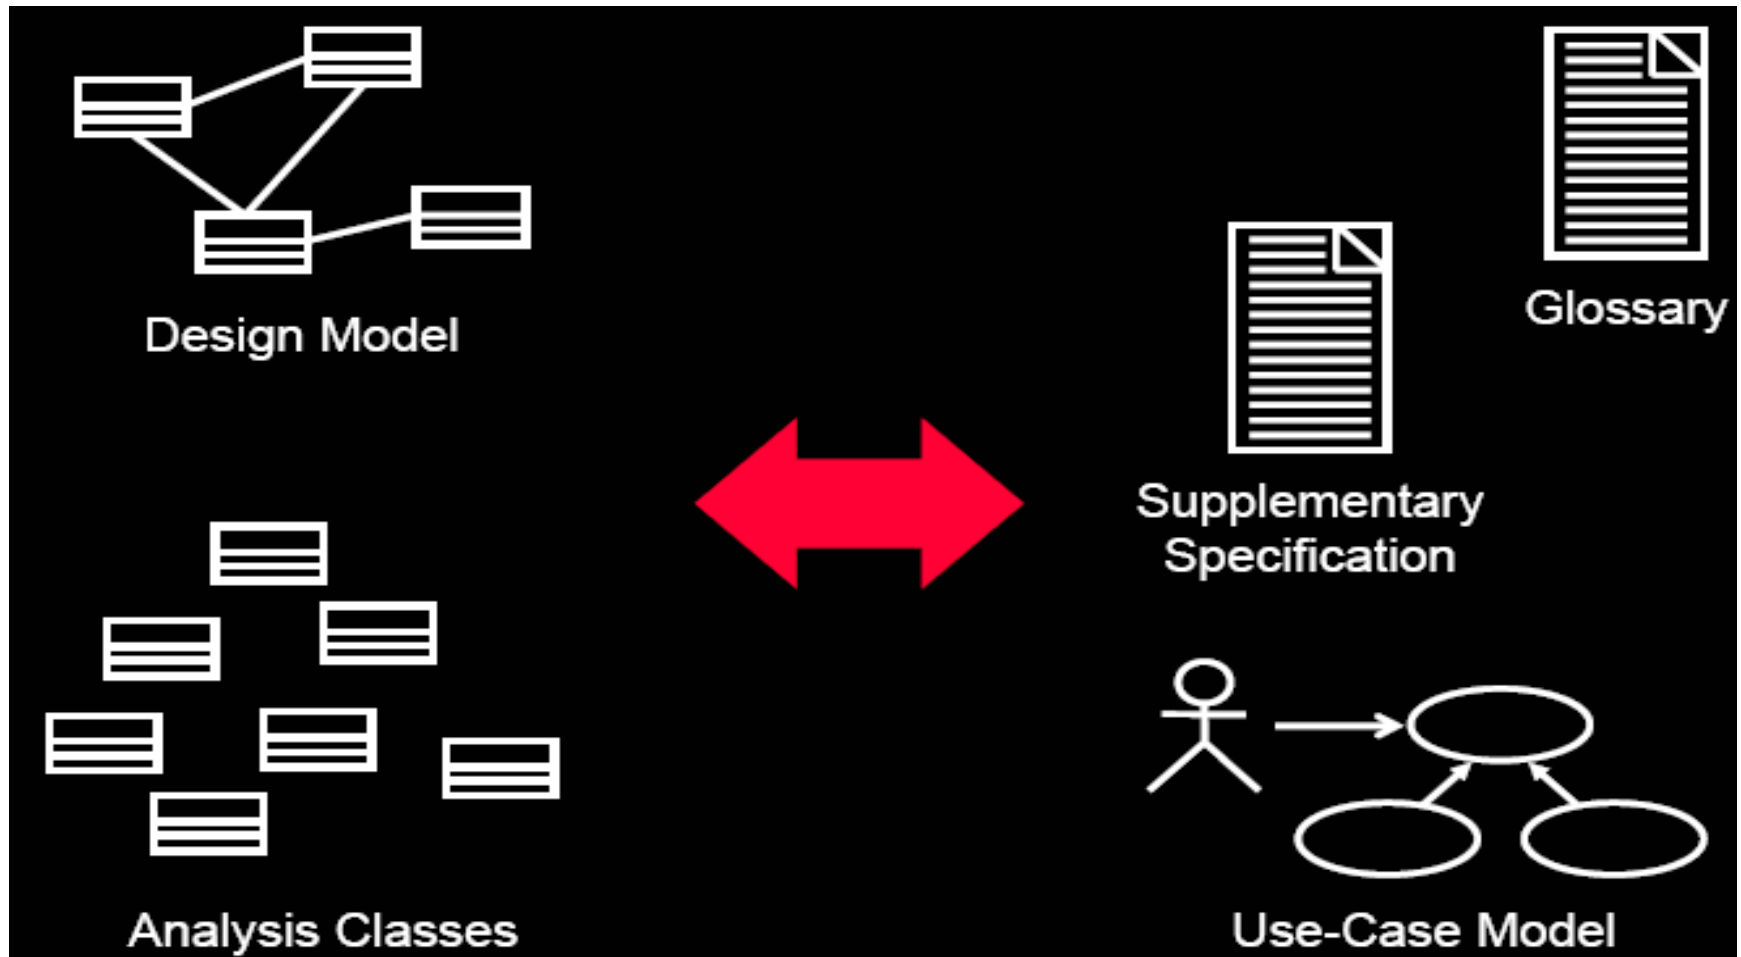 Design Model
Glossary
Supplementary
Specification
Analysis Classes
Use-Case Model